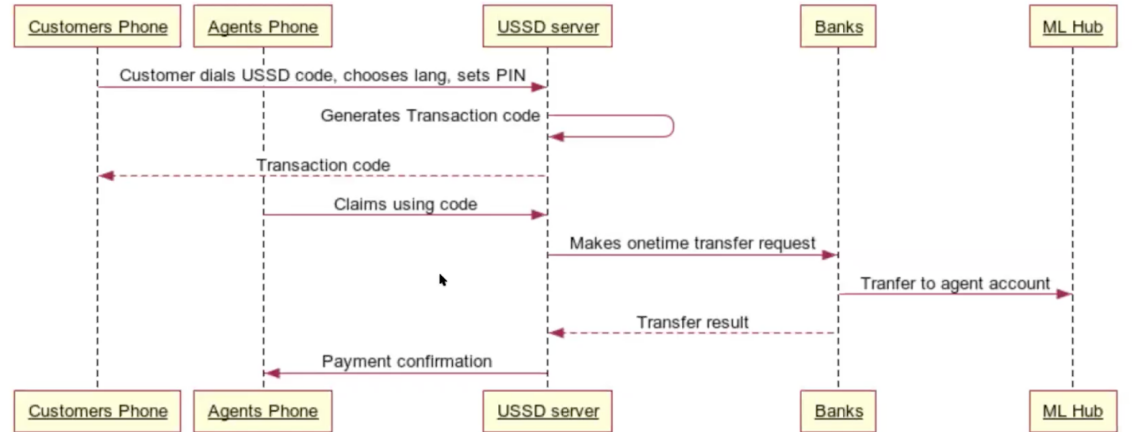 Customers Phone Agents Phone USSD server Banks ML Hub
Customer dials USSD code, chooses lang, sets PIN
Generates Transaction code
Transaction code
Claims using code
Makes onetime transfer request
Tranfer to agent account
Transfer result
Payment confirmation
Customers Phone Agents Phone USSD server Banks ML Hub